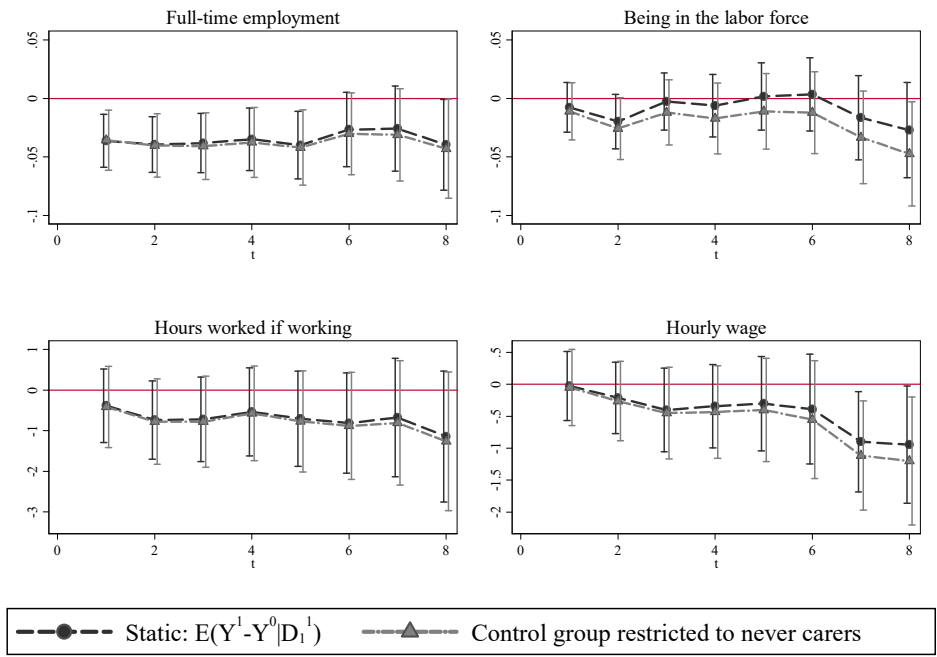 Full-time employment
.05
0
-.05
-.1
0 2 4 6 8
t
Being in the labor force
.05
0
-.05
-.1
0 2 4 6 8
t
Hours worked if working
1
0
-1
-2
-3
0 2 4 6 8
t
Hourly wage
.5
0
-.5
-1
-1.5
-2
0 2 4 6 8
t
Static: E(Y¹-Y⁰|D₁¹)
Control group restricted to never carers